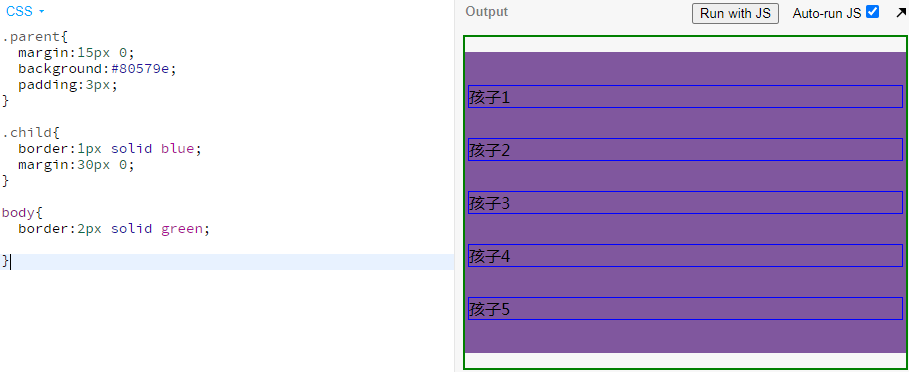 CSS
.parent{
margin:15px 0;
background:#80579e;
padding:3px;
}
.child{
border:1px solid blue;
margin:30px 0;
}
body{
border:2px solid green;
}
Output
Run with JS
Auto-run JS
孩子1
孩子2
孩子3
孩子4
孩子5